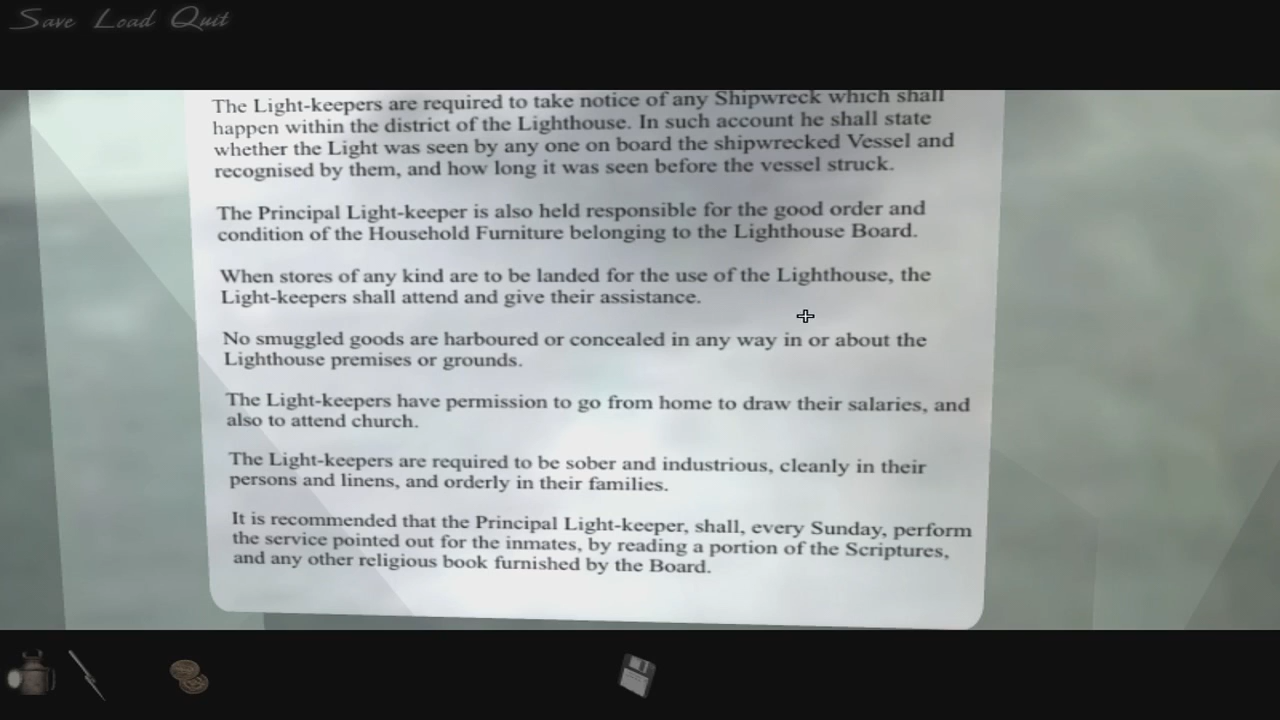 Save Load Quit
The Light-keepers are required to take notice of any Shipwreck which shall
happen within the district of the Lighthouse. In such account he shall state
whether the Light was seen by any one on board the shipwrecked Vessel and
recognised by them, and how long it was seen before the vessel struck.
The Principal Light-keeper is also held responsible for the good order and
condition of the Household Furniture belonging to the Lighthouse Board.
When stores of any kind are to be landed for the use of the Lighthouse, the
Light-keepers shall attend and give their assistance.
No smuggled goods are harboured or concealed in any way in or about the
Lighthouse premises or grounds.
The Light-keepers have permission to go from home to draw their salaries, and
also to attend church.
The Light-keepers are required to be sober and industrious, cleanly in their
persons and linens, and orderly in their families.
It is recommended that the Principal Light-keeper, shall, every Sunday, perform
the service pointed out for the inmates, by reading a portion of the Scriptures,
and any other religious book furnished by the Board.